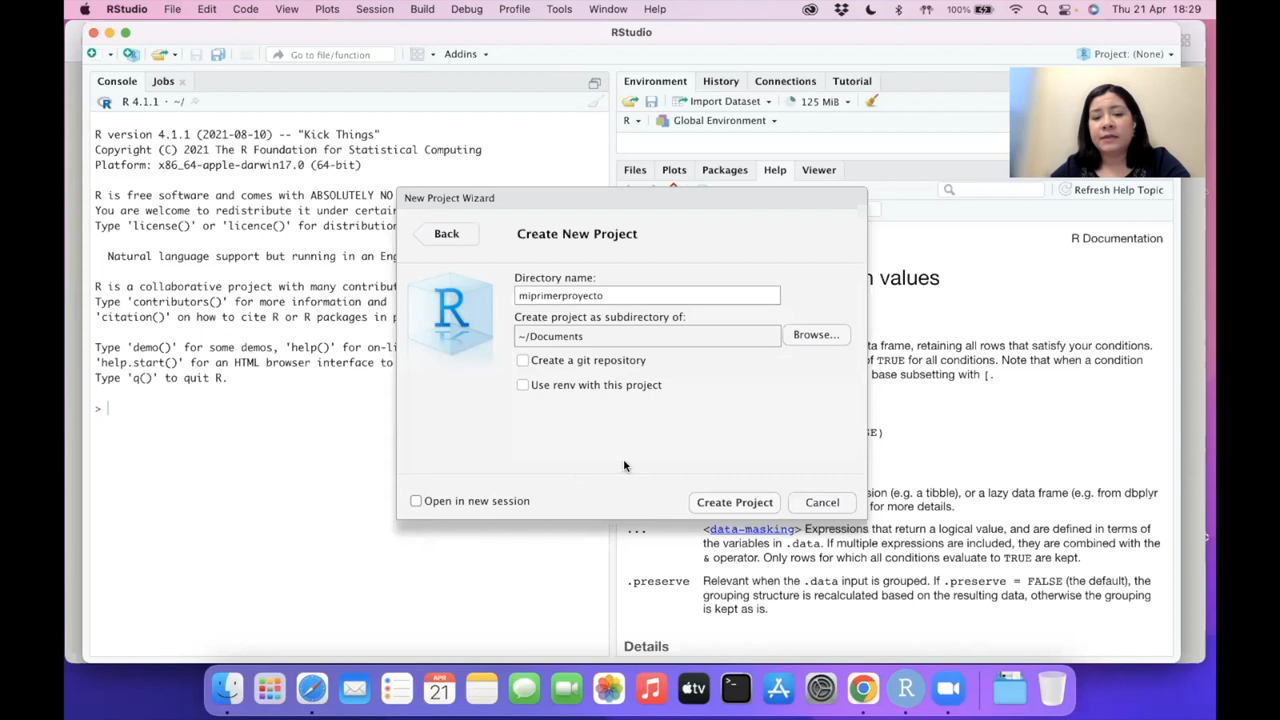 RStudio File Edit Code View Plots Session Build Debug Profile Tools Window Help 100% Thu 21 Apr 18:29
RStudio
Go to file/function Addins Project: (None)
Console Jobs
R 4.1.1 · ~/
R version 4.1.1 (2021-08-10) -- "Kick Things"
Copyright (C) 2021 The R Foundation for Statistical Computing
Platform: x86_64-apple-darwin17.0 (64-bit)
R is free software and comes with ABSOLUTELY NO
You are welcome to redistribute it under certain
Type 'license()' or 'licence()' for distribution
Natural language support but running in an Eng
R is a collaborative project with many contribut
Type 'contributors()' for more information and
'citation()' on how to cite R or R packages in p
Type 'demo()' for some demos, 'help()' for on-li
'help.start()' for an HTML browser interface to
Type 'q()' to quit R.
>
Environment History Connections Tutorial
Import Dataset 125 MiB
R Global Environment
Files Plots Packages Help Viewer
Refresh Help Topic
R Documentation
n values
ata frame, retaining all rows that satisfy your conditions.
of TRUE for all conditions. Note that when a condition
base subsetting with [.
SE)
sion (e.g. a tibble), or a lazy data frame (e.g. from dbplyr
for more details.
... <data-masking> Expressions that return a logical value, and are defined in terms of
the variables in .data. If multiple expressions are included, they are combined with the
& operator. Only rows for which all conditions evaluate to TRUE are kept.
.preserve Relevant when the .data input is grouped. If .preserve = FALSE (the default), the
grouping structure is recalculated based on the resulting data, otherwise the grouping
is kept as is.
Details
New Project Wizard
Back Create New Project
Directory name:
miprimerproyecto
Create project as subdirectory of:
~/Documents Browse...
Create a git repository
Use renv with this project
Open in new session Create Project Cancel
R
APR
21
tv
R